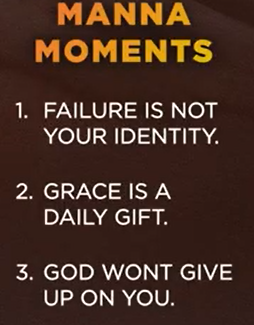 MANNA
MOMENTS
1. FAILURE IS NOT
YOUR IDENTITY.
2. GRACE IS A
DAILY GIFT.
3. GOD WONT GIVE
UP ON YOU.